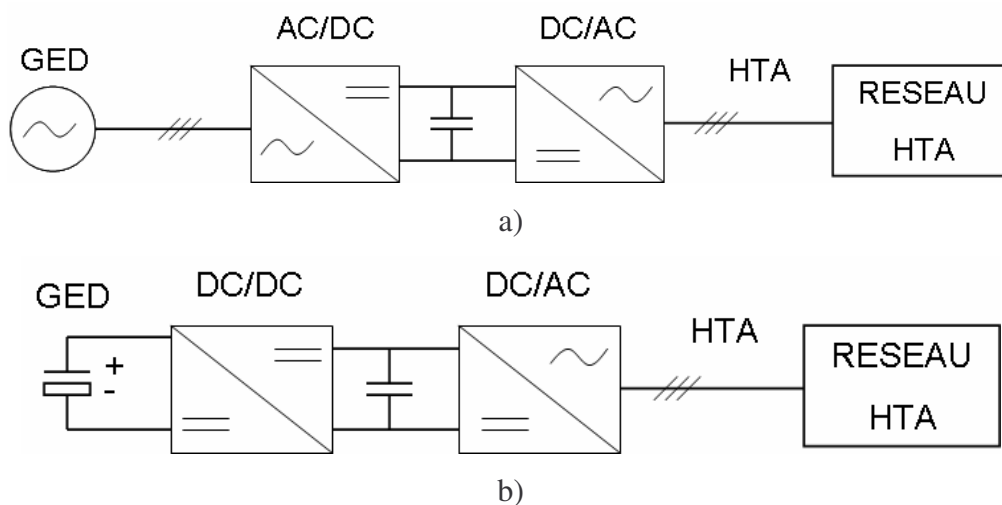 AC/DC
DC/AC
GED
HTA
RESEAU
HTA
a)
DC/DC
DC/AC
GED
HTA
+
-
RESEAU
HTA
b)